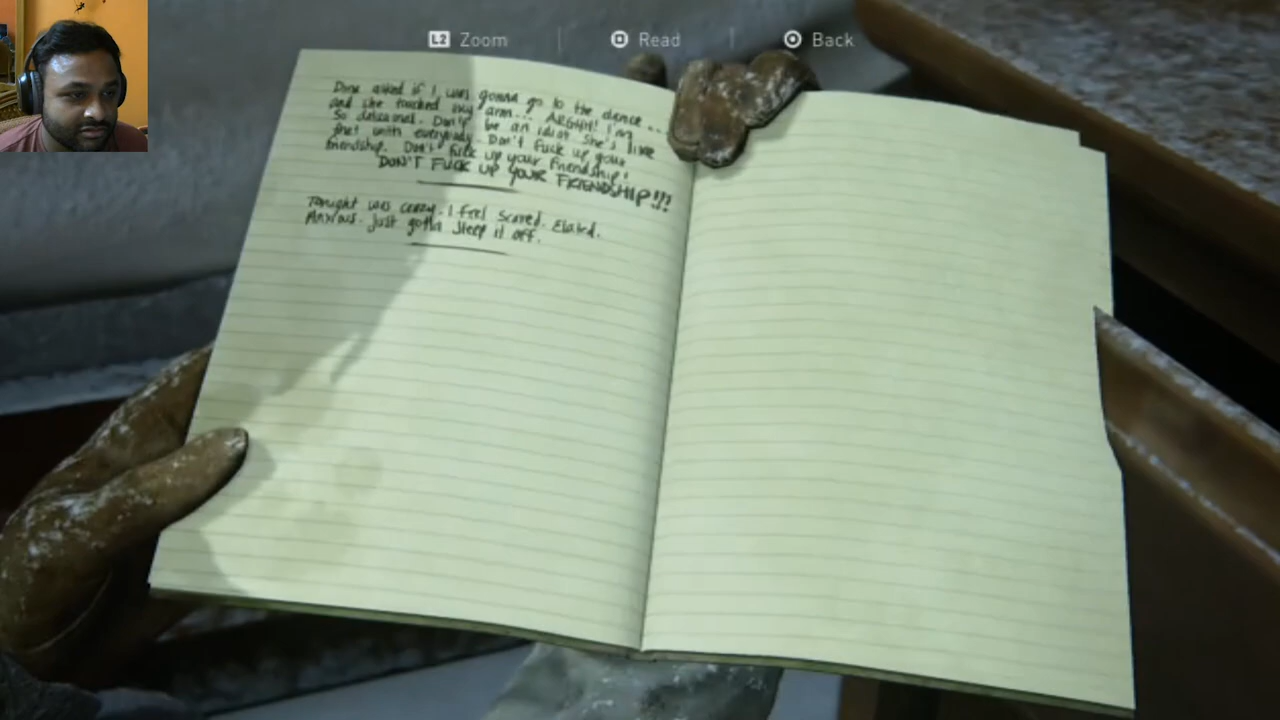 L2 Zoom
Read
Back
Dina asked if I was gonna go to the dance...
and she touched my arm... ARGHH! I'm
so delusional. Don't be an idiot. She's like
that with everybody. Don't fuck up your
friendship. Don't fuck up your friendship!
DON'T FUCK UP YOUR FRIENDSHIP!!!
Tonight was crazy. I feel scared. Elated.
Anxious. Just gotta sleep it off.